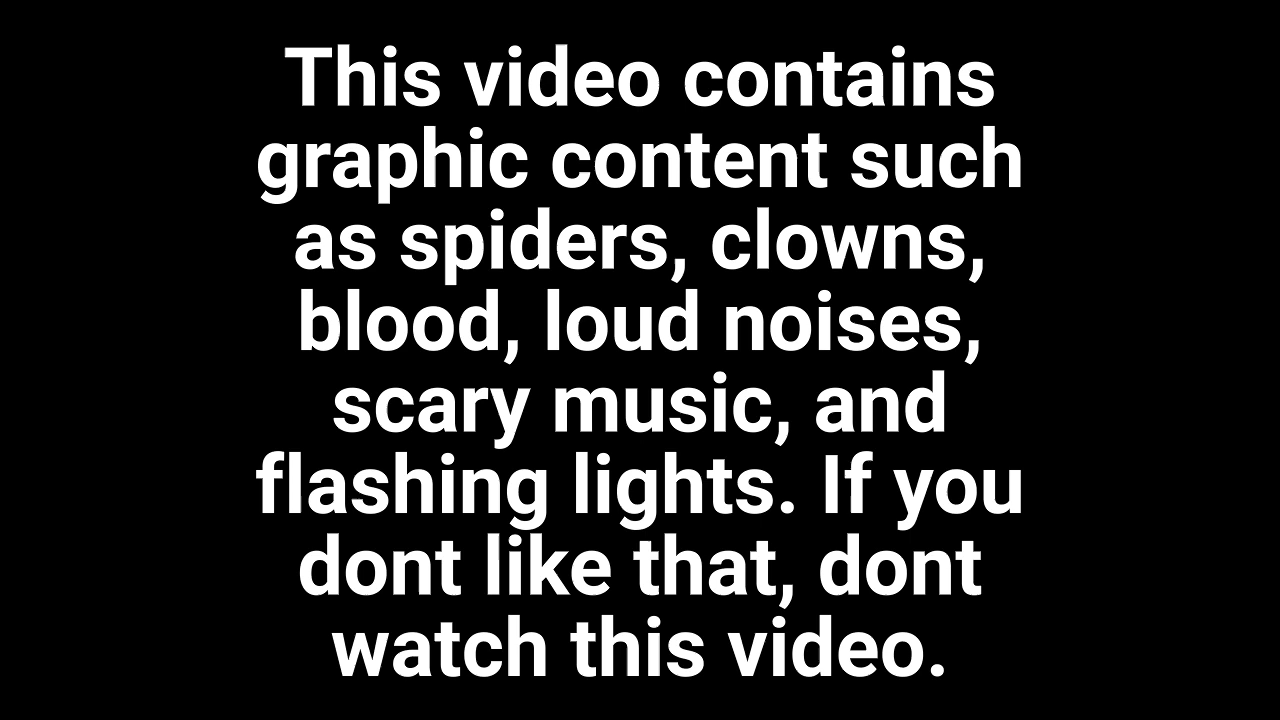 This video contains
graphic content such
as spiders, clowns,
blood, loud noises,
scary music, and
flashing lights. If you
dont like that, dont
watch this video.